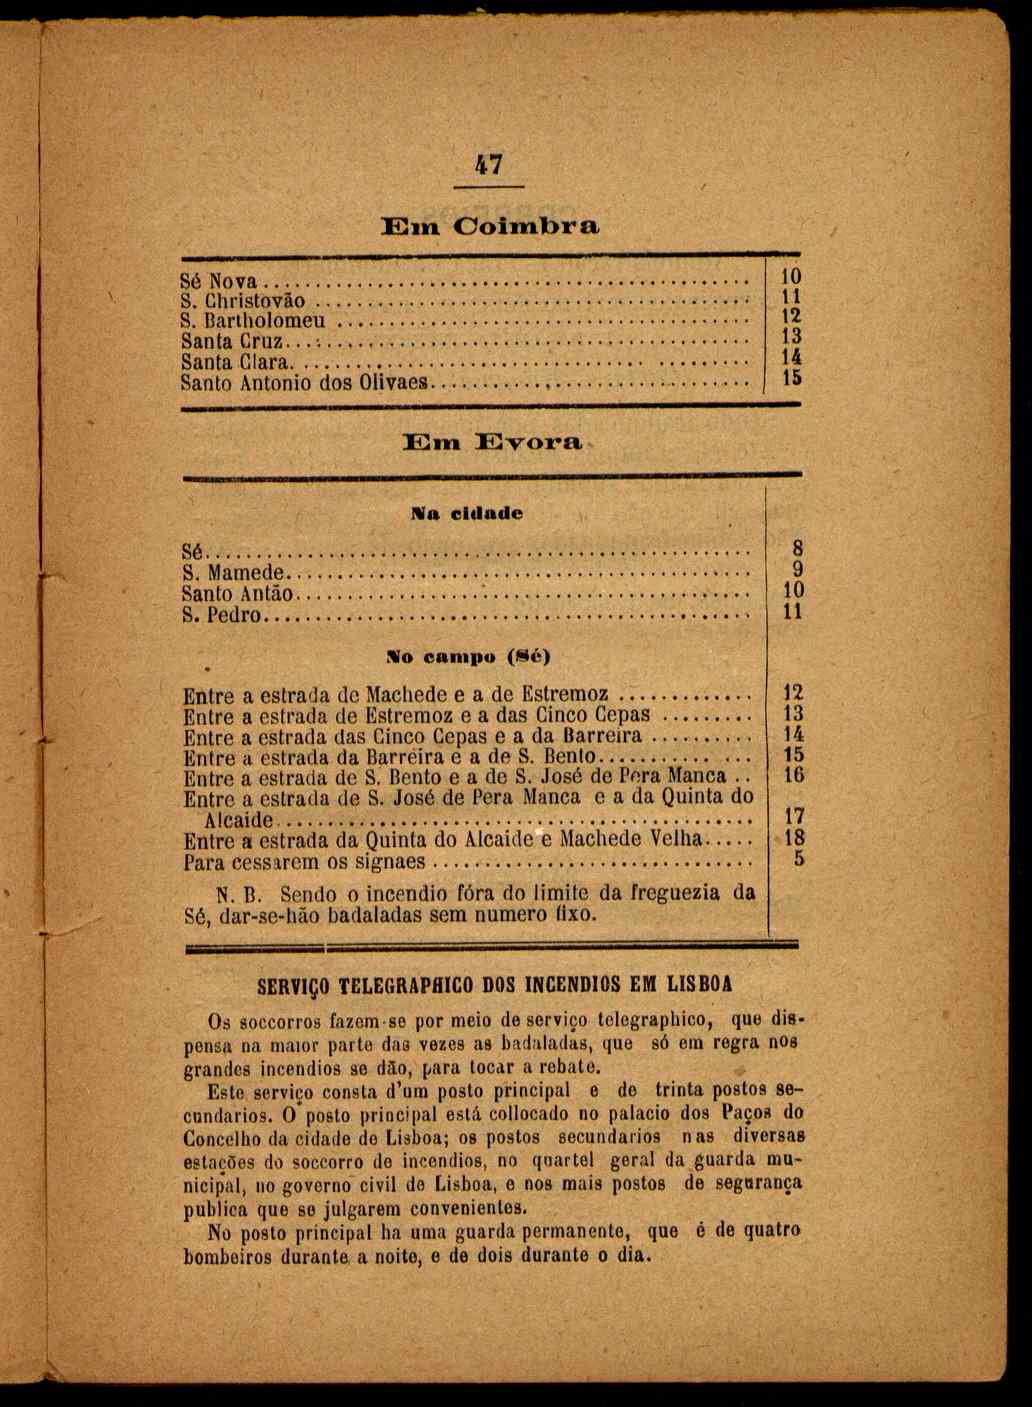 47
Em Coimbra
Sé Nova.......... 10
S. Christovão.......... 11
S. Bartholomeu.......... 12
Santa Cruz.......... 13
Santa Clara.......... 14
Santo Antonio dos Olivaes.......... 15
Em Evora
Na cidade
Sé.......... 8
S. Mamede.......... 9
Santo Antão.......... 10
S. Pedro.......... 11
No campo (Sé)
Entre a estrada de Machede e a de Estremoz.......... 12
Entre a estrada de Estremoz e a das Cinco Cepas.......... 13
Entre a estrada das Cinco Cepas e a da Barreira.......... 14
Entre a estrada da Barreira e a de S. Bento.......... 15
Entre a estrada de S. Bento e a de S. José de Pera Manca .. 16
Entre a estrada de S. José de Pera Manca e a da Quinta do
Alcaide.......... 17
Entre a estrada da Quinta do Alcaide e Machede Velha..... 18
Para cessarem os signaes.......... 5
N. B. Sendo o incendio fóra do limite da freguezia da
Sé, dar-se-hão badaladas sem numero fixo.
SERVIÇO TELEGRAPHICO DOS INCENDIOS EM LISBOA
Os soccorros fazem-se por meio de serviço telegraphico, que dis-
pensa na maior parte das vezes as badaladas, que só em regra nos
grandes incendios se dão, para tocar a rebate.
Este serviço consta d'um posto principal e de trinta postos se-
cundarios. O posto principal está collocado no palacio dos Paços do
Concelho da cidade de Lisboa; os postos secundarios nas diversas
estações do soccorro de incendios, no quartel geral da guarda mu-
nicipal, no governo civil de Lisboa, e nos mais postos de segurança
publica que se julgarem convenientes.
No posto principal ha uma guarda permanente, que é de quatro
bombeiros durante a noite, e de dois durante o dia.